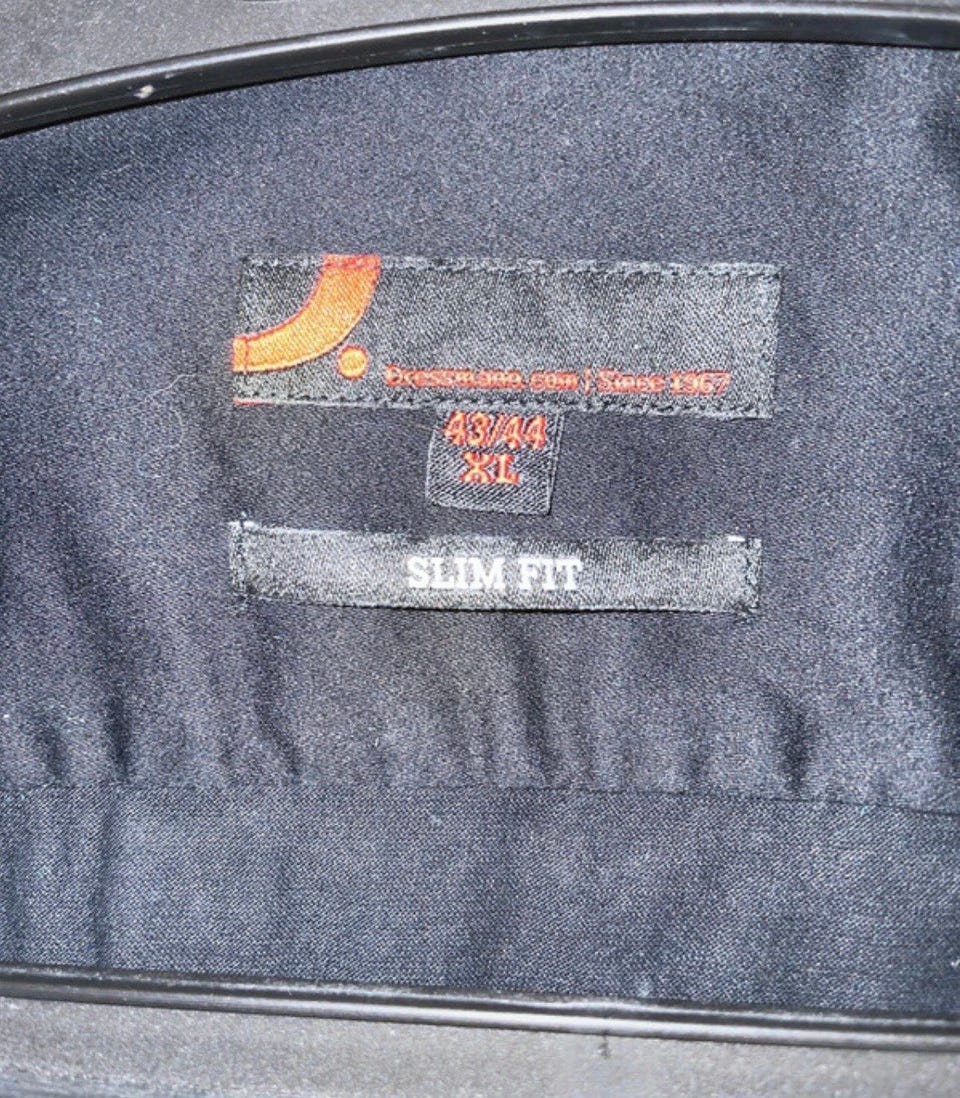 Dressmann.com | Since 1967
43/44
XL
SLIM FIT